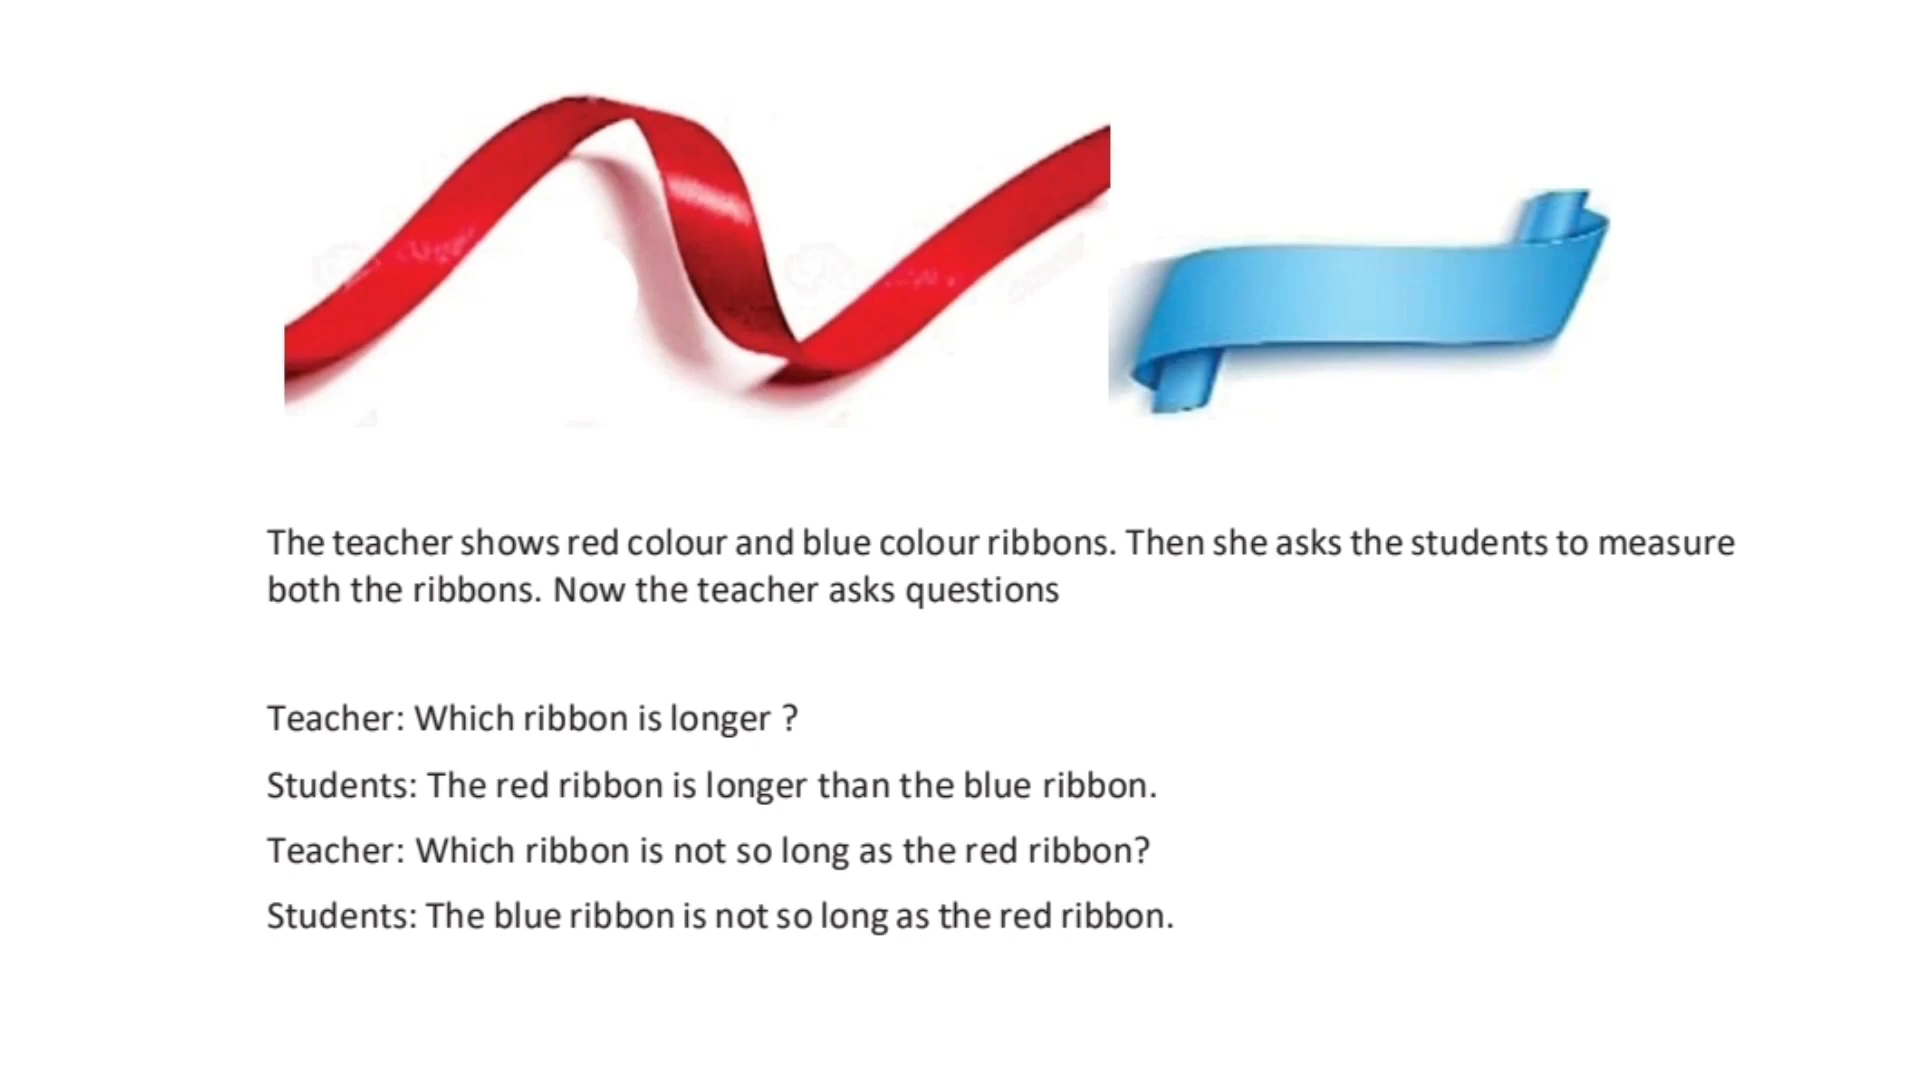 The teacher shows red colour and blue colour ribbons. Then she asks the students to measure
both the ribbons. Now the teacher asks questions
Teacher: Which ribbon is longer ?
Students: The red ribbon is longer than the blue ribbon.
Teacher: Which ribbon is not so long as the red ribbon?
Students: The blue ribbon is not so long as the red ribbon.